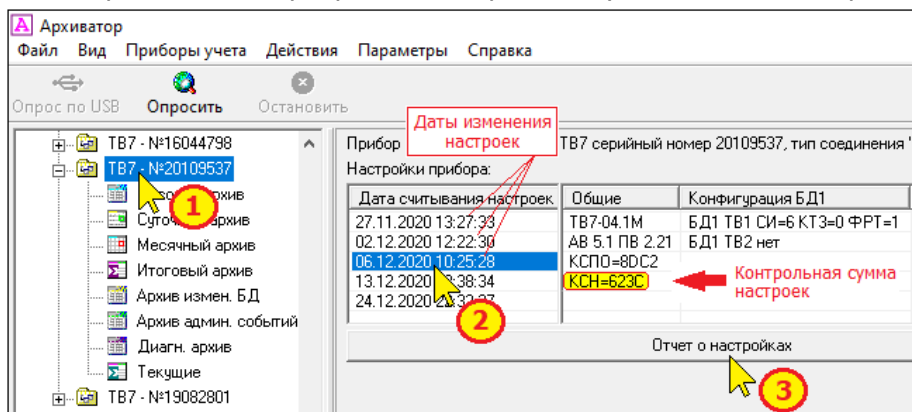 Архиватор
Файл Вид Приборы учета Действия Параметры Справка
Опрос по USB Опросить Остановить
Даты изменения
настроек
ТВ7 - №16044798
ТВ7 - №20109537
архив
архив
Месячный архив
Итоговый архив
Архив измен. БД
Архив админ. событий
Диагн. архив
Текущие
ТВ7 - №19082801
1
Прибор ТВ7 серийный номер 20109537, тип соединения "
Настройки прибора:
Дата считывания настроек Общие Конфигурация БД1
27.11.2020 13:27:33 ТВ7-04.1М БД1 ТВ1 СИ=6 КТ3=0 ФРТ=1
02.12.2020 12:22:30 АВ 5.1 ПВ 2.21 БД1 ТВ2 нет
06.12.2020 10:25:28 КСПО=8DC2
13.12.2020 :38:34 КСН=623C
24.12.2020
Контрольная сумма
настроек
2
Отчет о настройках
3